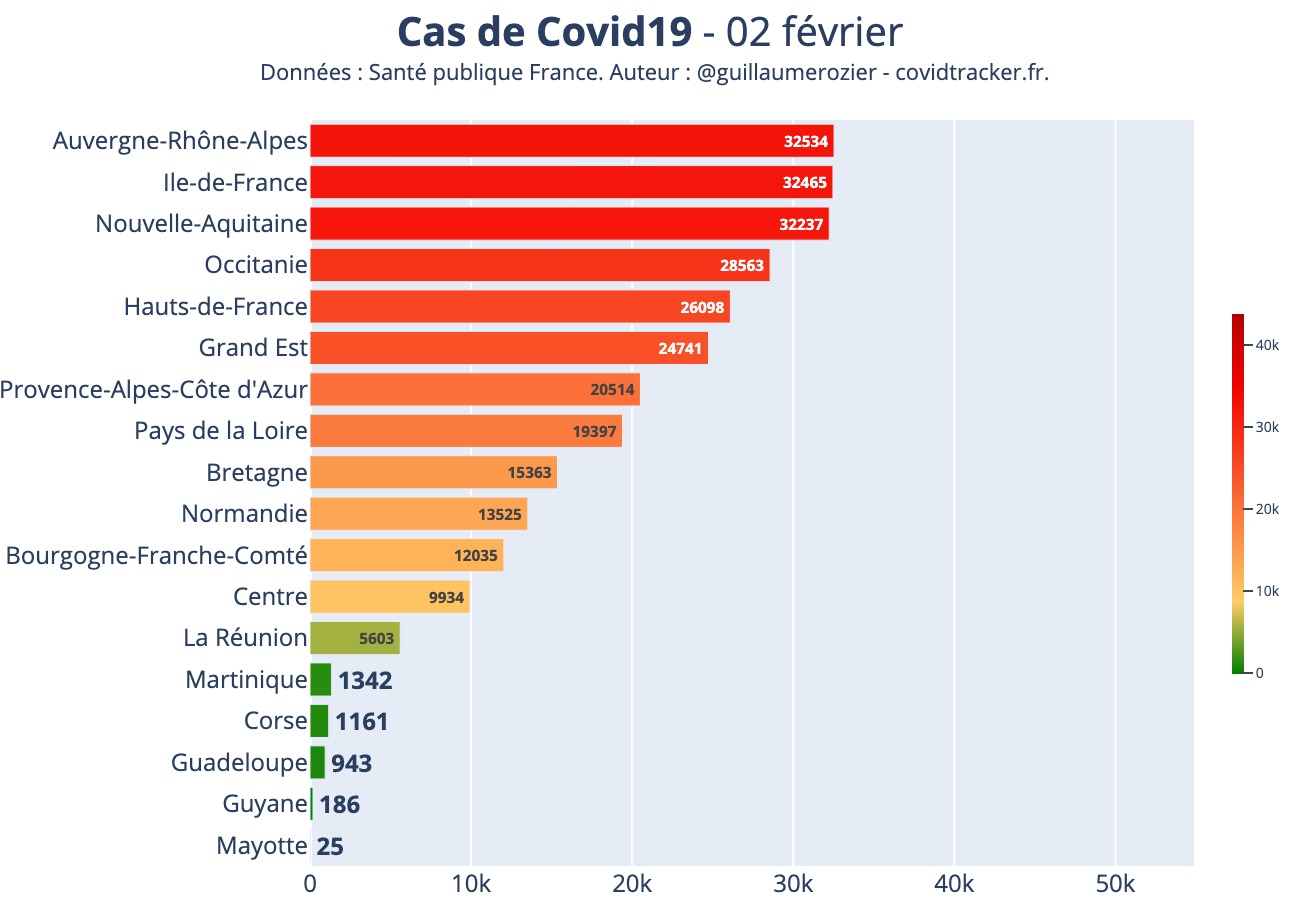 Cas de Covid19 - 02 février
Données : Santé publique France. Auteur : @guillaumerozier - covidtracker.fr.
Auvergne-Rhône-Alpes 32534
Ile-de-France 32465
Nouvelle-Aquitaine 32237
Occitanie 28563
Hauts-de-France 26098
Grand Est 24741
Provence-Alpes-Côte d'Azur 20514
Pays de la Loire 19397
Bretagne 15363
Normandie 13525
Bourgogne-Franche-Comté 12035
Centre 9934
La Réunion 5603
Martinique 1342
Corse 1161
Guadeloupe 943
Guyane 186
Mayotte 25
0 10k 20k 30k 40k 50k
40k
30k
20k
10k
0